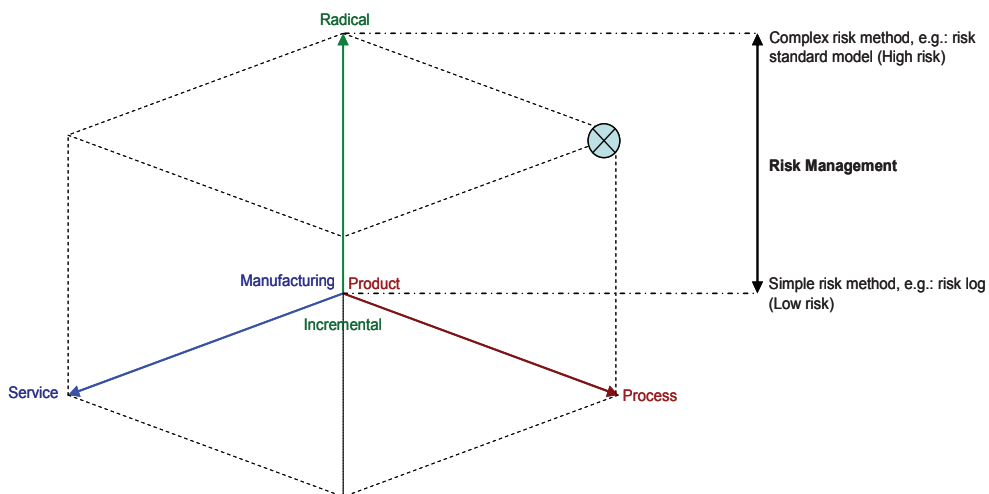 Radical
Complex risk method, e.g.: risk
standard model (High risk)
Risk Management
Manufacturing
Product
Simple risk method, e.g.: risk log
(Low risk)
Incremental
Service
Process